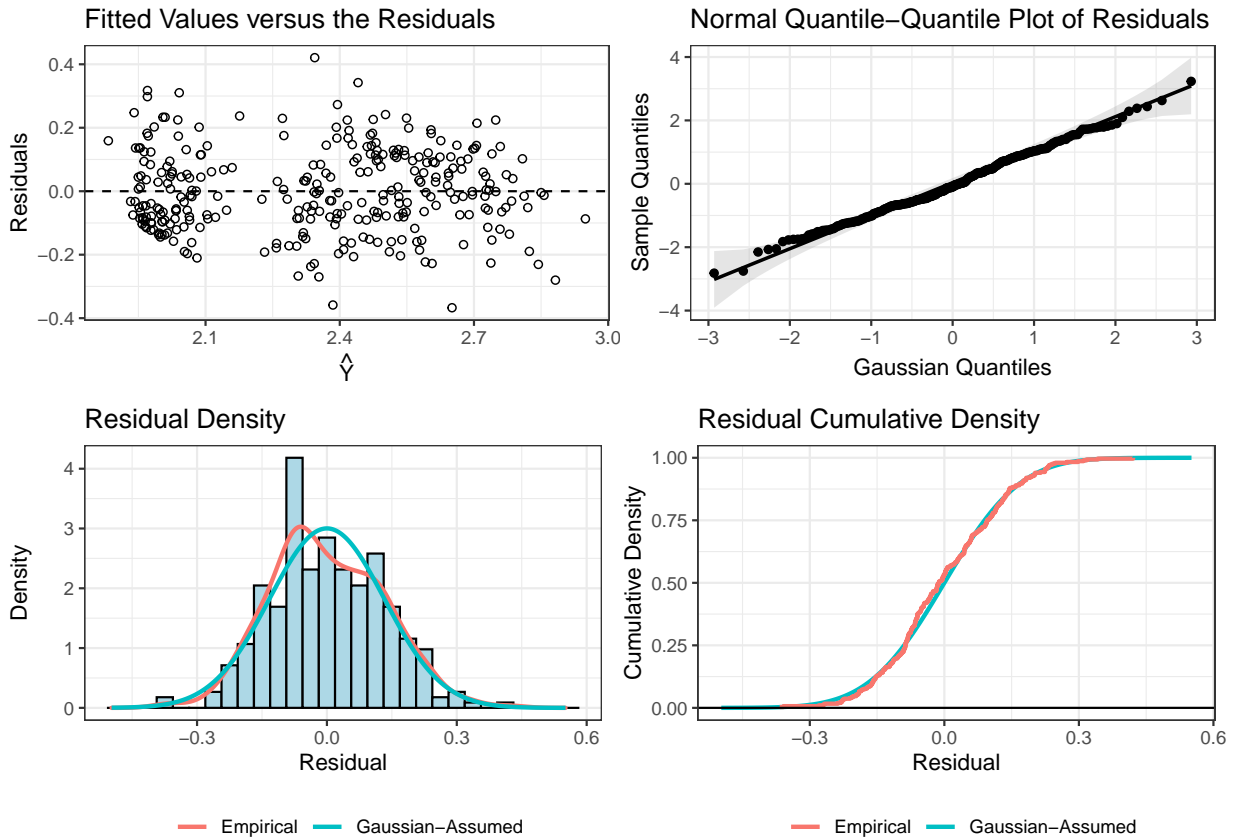 Fitted Values versus the Residuals
0.4
0.2
0.0
−0.2
−0.4
Residuals
2.1
2.4
2.7
3.0
Ŷ
Normal Quantile−Quantile Plot of Residuals
4
2
0
−2
−4
Sample Quantiles
−3
−2
−1
0
1
2
3
Gaussian Quantiles
Residual Density
4
3
2
1
0
Density
−0.3
0.0
0.3
0.6
Residual
Empirical
Gaussian−Assumed
Residual Cumulative Density
1.00
0.75
0.50
0.25
0.00
Cumulative Density
−0.3
0.0
0.3
0.6
Residual
Empirical
Gaussian−Assumed